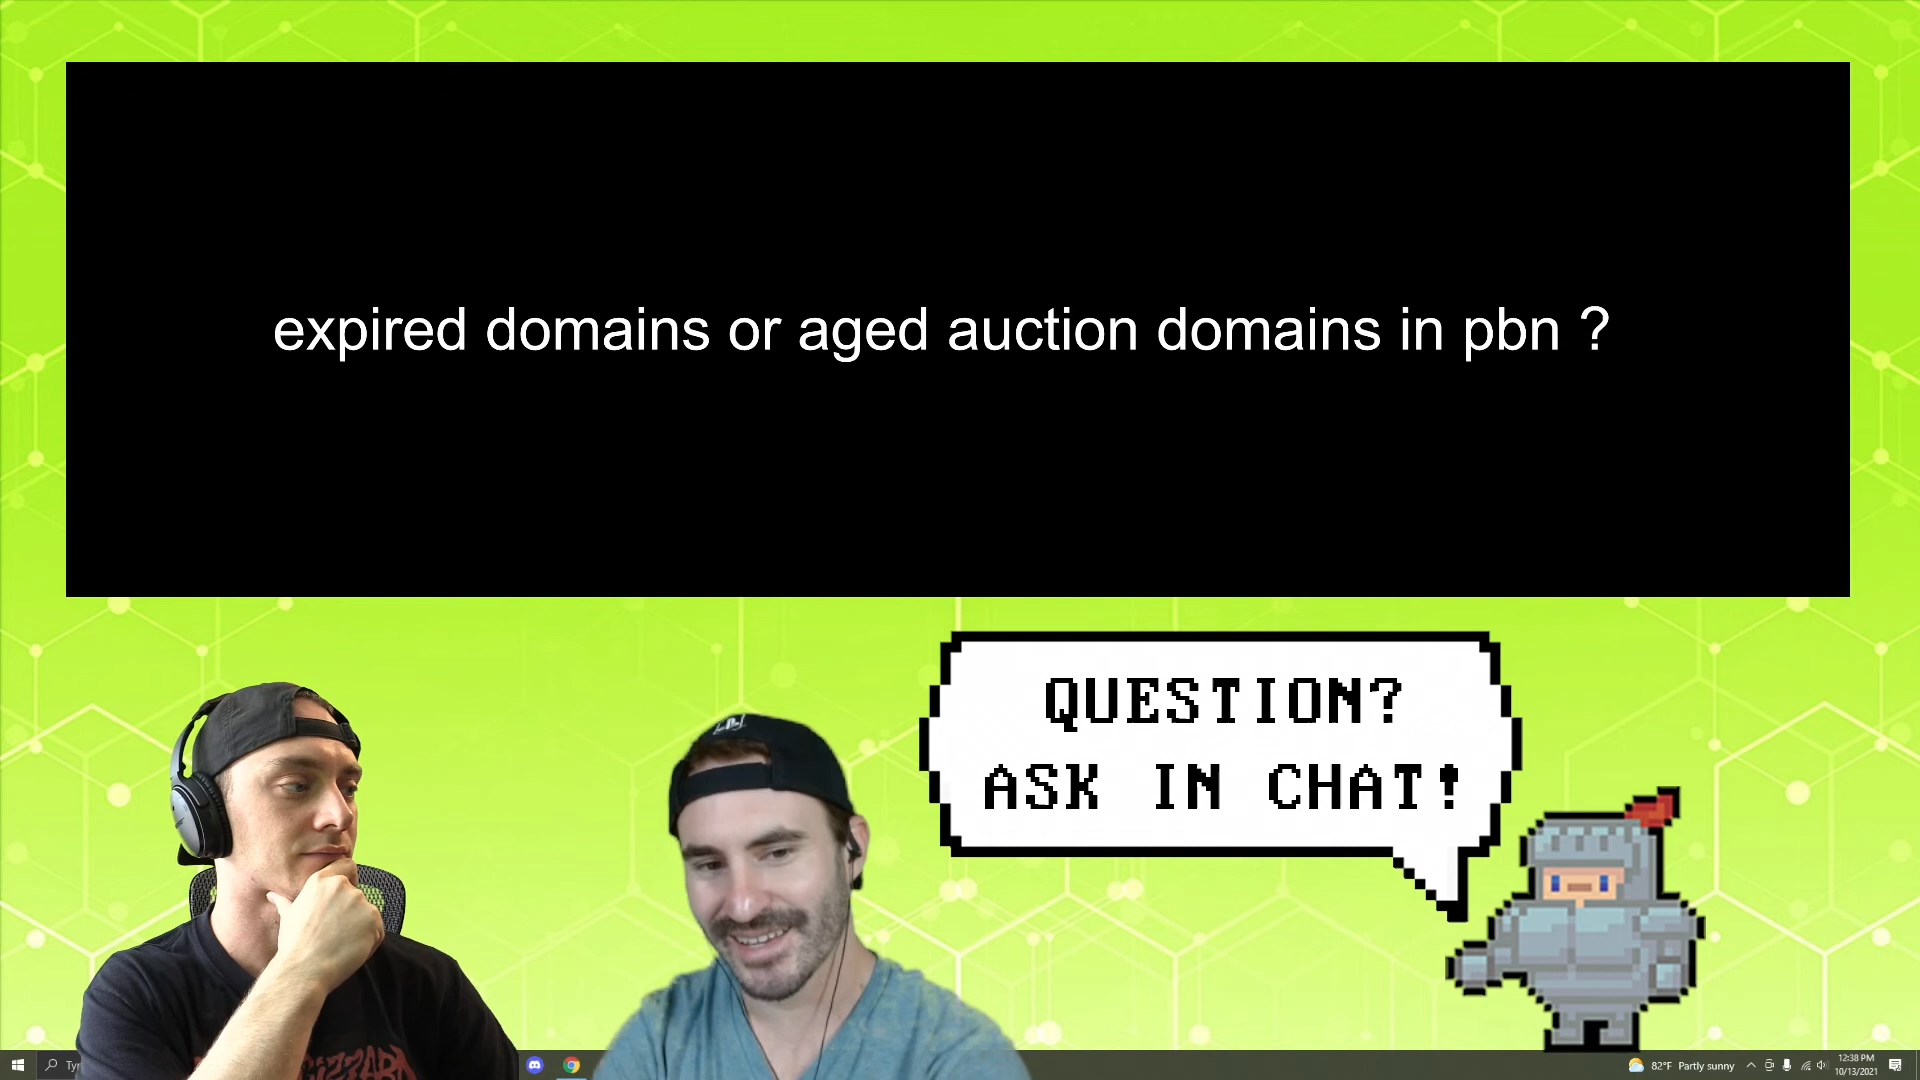 expired domains or aged auction domains in pbn ?
QUESTION?
ASK IN CHAT!
82°F Partly sunny
12:38 PM
10/13/2021